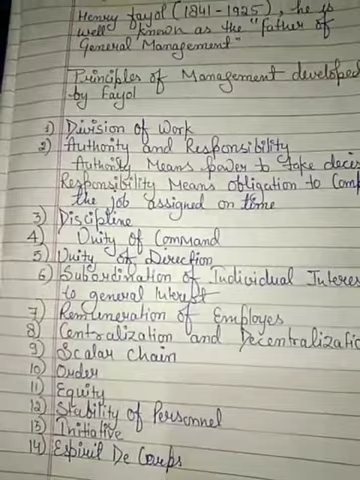 Henry Fayol (1841-1925), he is
well known as the "father of
General Management"
Principles of Management developed
by Fayol
1) Division of Work
2) Authority and Responsibility
Authority Means power to take decis
Responsibility Means obligation to Comp
the job assigned on time
3) Discipline
4) Unity of Command
5) Unity of Direction
6) Subordination of Individual Interes
to general Interest
7) Remuneration of Employes
8) Centralization and Decentralizatio
9) Scalar Chain
10) Order
11) Equity
12) Stability of Personnel
13) Initiative
14) Espiril De Corps